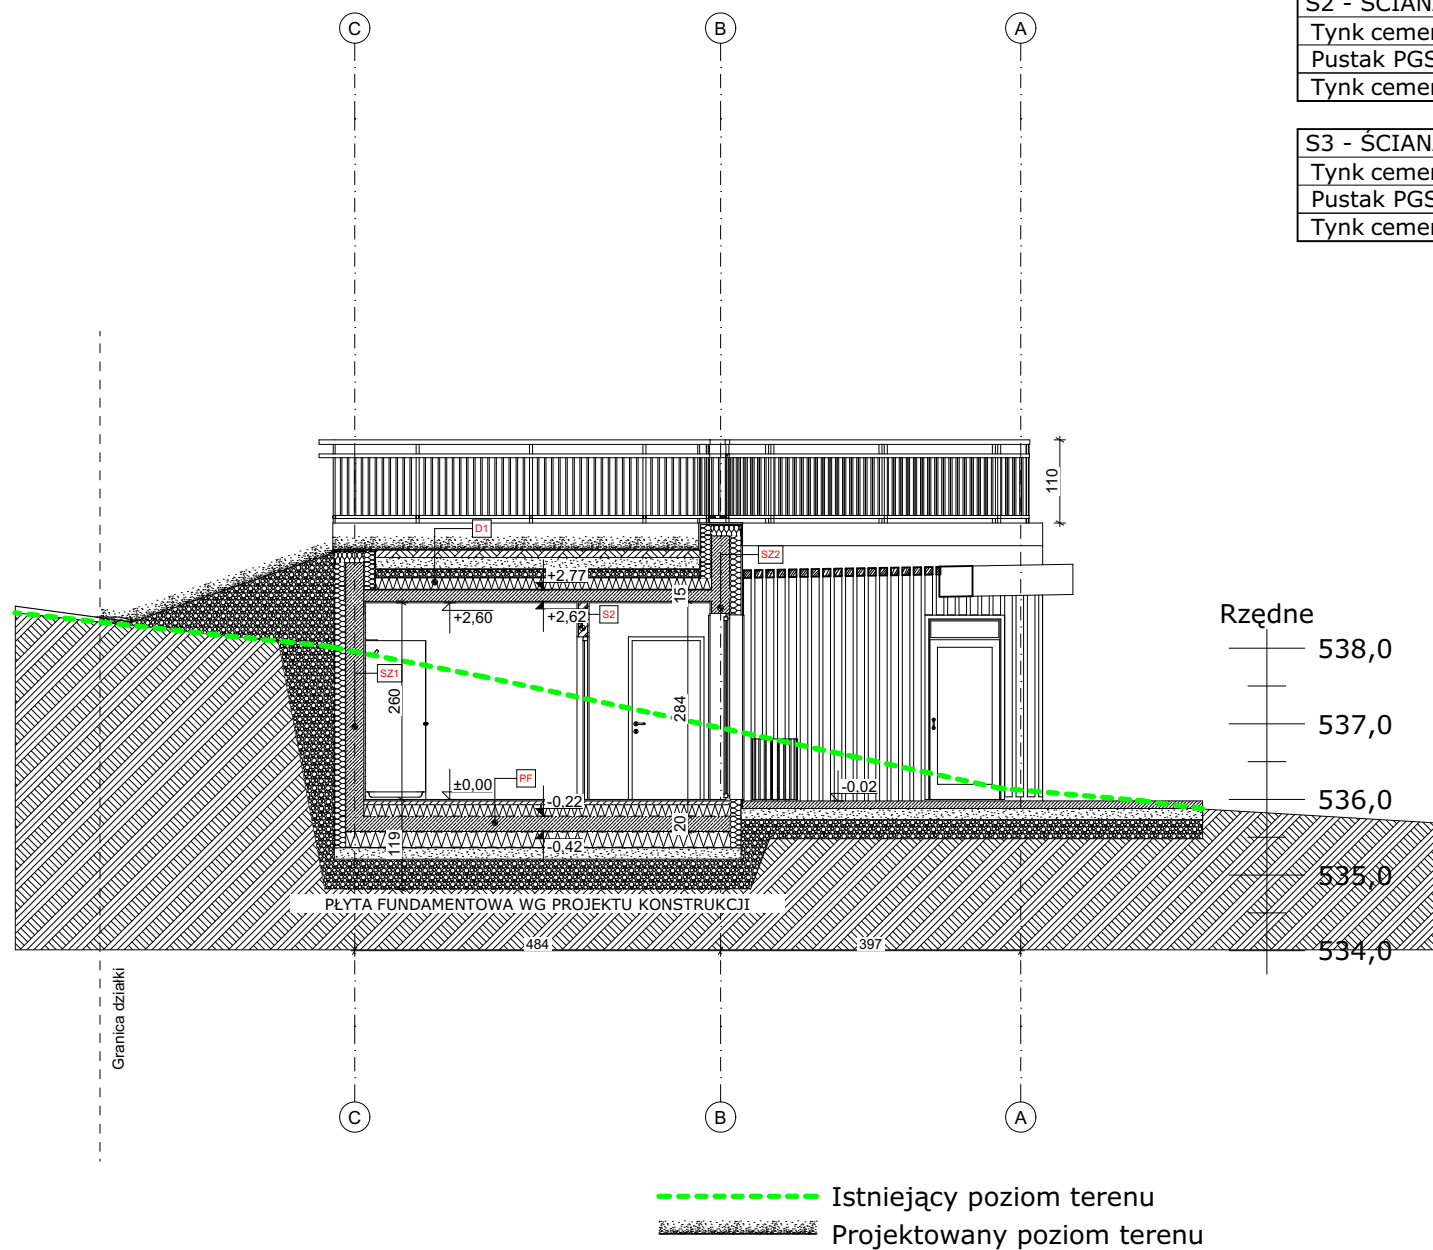 S2 - ŚCIAN
Tynk cemen
Pustak PGS
Tynk cemen
S3 - ŚCIAN
Tynk cemen
Pustak PGS
Tynk cemen
C
B
A
110
D1
SZ2
+2,77
15
+2,60
+2,62
S2
SZ1
260
284
Rzędne
538,0
537,0
536,0
535,0
534,0
±0,00
PF
-0,22
-0,02
20
119
-0,42
PŁYTA FUNDAMENTOWA WG PROJEKTU KONSTRUKCJI
484
397
Granica działki
C
B
A
Istniejący poziom terenu
Projektowany poziom terenu